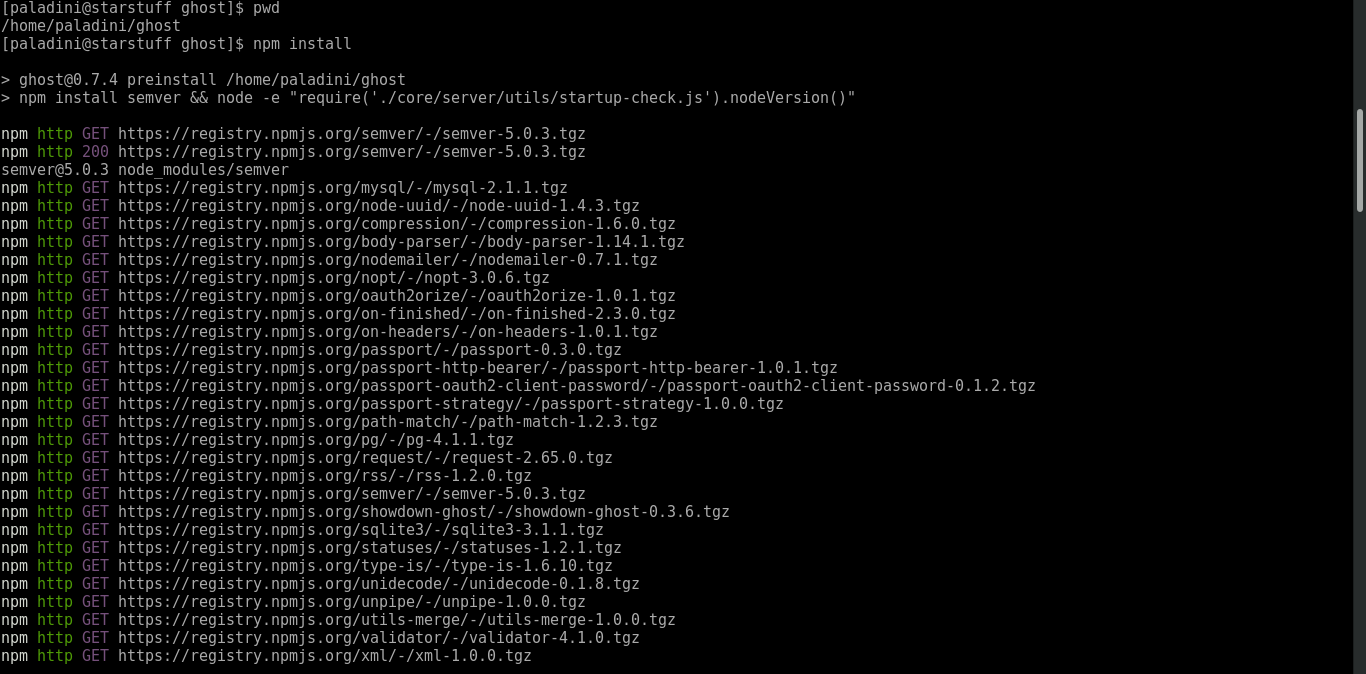 [paladini@starstuff ghost]$ pwd
/home/paladini/ghost
[paladini@starstuff ghost]$ npm install
> ghost@0.7.4 preinstall /home/paladini/ghost
> npm install semver && node -e "require('./core/server/utils/startup-check.js').nodeVersion()"
npm http GET https://registry.npmjs.org/semver/-/semver-5.0.3.tgz
npm http 200 https://registry.npmjs.org/semver/-/semver-5.0.3.tgz
semver@5.0.3 node_modules/semver
npm http GET https://registry.npmjs.org/mysql/-/mysql-2.1.1.tgz
npm http GET https://registry.npmjs.org/node-uuid/-/node-uuid-1.4.3.tgz
npm http GET https://registry.npmjs.org/compression/-/compression-1.6.0.tgz
npm http GET https://registry.npmjs.org/body-parser/-/body-parser-1.14.1.tgz
npm http GET https://registry.npmjs.org/nodemailer/-/nodemailer-0.7.1.tgz
npm http GET https://registry.npmjs.org/nopt/-/nopt-3.0.6.tgz
npm http GET https://registry.npmjs.org/oauth2orize/-/oauth2orize-1.0.1.tgz
npm http GET https://registry.npmjs.org/on-finished/-/on-finished-2.3.0.tgz
npm http GET https://registry.npmjs.org/on-headers/-/on-headers-1.0.1.tgz
npm http GET https://registry.npmjs.org/passport/-/passport-0.3.0.tgz
npm http GET https://registry.npmjs.org/passport-http-bearer/-/passport-http-bearer-1.0.1.tgz
npm http GET https://registry.npmjs.org/passport-oauth2-client-password/-/passport-oauth2-client-password-0.1.2.tgz
npm http GET https://registry.npmjs.org/passport-strategy/-/passport-strategy-1.0.0.tgz
npm http GET https://registry.npmjs.org/path-match/-/path-match-1.2.3.tgz
npm http GET https://registry.npmjs.org/pg/-/pg-4.1.1.tgz
npm http GET https://registry.npmjs.org/request/-/request-2.65.0.tgz
npm http GET https://registry.npmjs.org/rss/-/rss-1.2.0.tgz
npm http GET https://registry.npmjs.org/semver/-/semver-5.0.3.tgz
npm http GET https://registry.npmjs.org/showdown-ghost/-/showdown-ghost-0.3.6.tgz
npm http GET https://registry.npmjs.org/sqlite3/-/sqlite3-3.1.1.tgz
npm http GET https://registry.npmjs.org/statuses/-/statuses-1.2.1.tgz
npm http GET https://registry.npmjs.org/type-is/-/type-is-1.6.10.tgz
npm http GET https://registry.npmjs.org/unidecode/-/unidecode-0.1.8.tgz
npm http GET https://registry.npmjs.org/unpipe/-/unpipe-1.0.0.tgz
npm http GET https://registry.npmjs.org/utils-merge/-/utils-merge-1.0.0.tgz
npm http GET https://registry.npmjs.org/validator/-/validator-4.1.0.tgz
npm http GET https://registry.npmjs.org/xml/-/xml-1.0.0.tgz